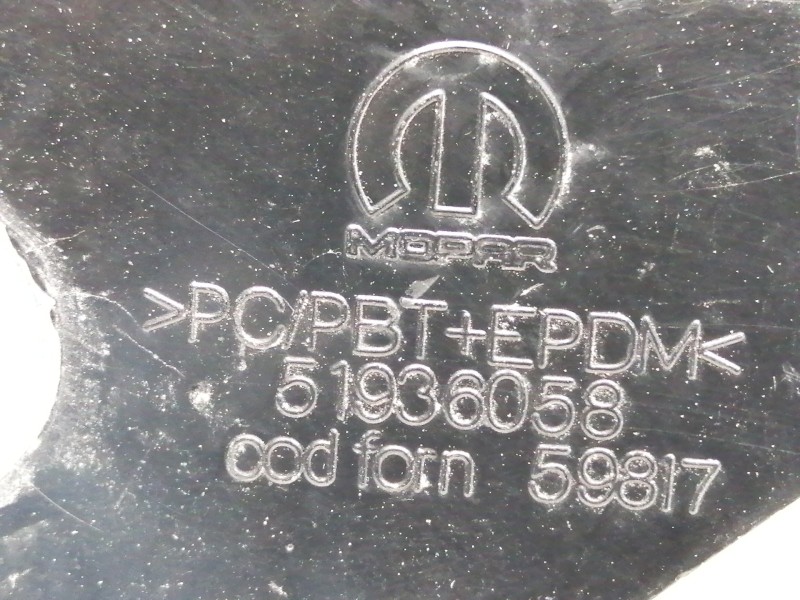 MOPAR
>PC/PBT+EPDM<
51936058
cod forn 59817